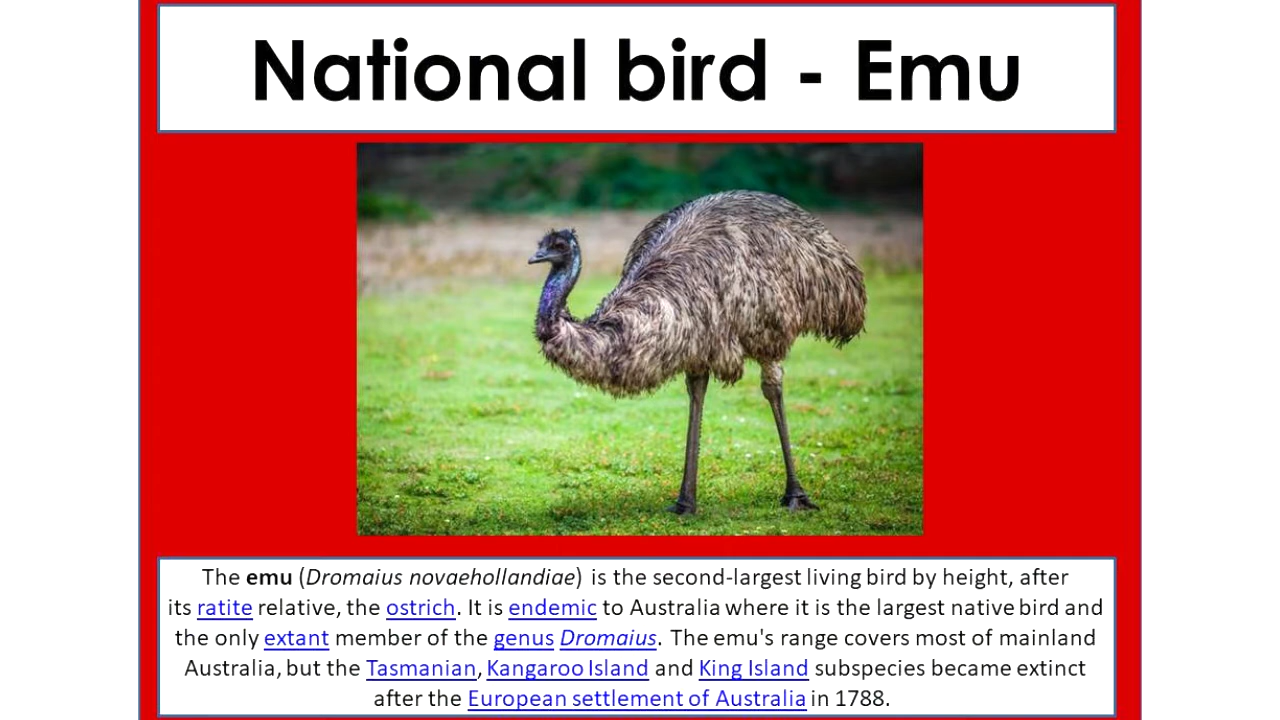 National bird - Emu
The emu (Dromaius novaehollandiae) is the second-largest living bird by height, after
its ratite relative, the ostrich. It is endemic to Australia where it is the largest native bird and
the only extant member of the genus Dromaius. The emu's range covers most of mainland
Australia, but the Tasmanian, Kangaroo Island and King Island subspecies became extinct
after the European settlement of Australia in 1788.